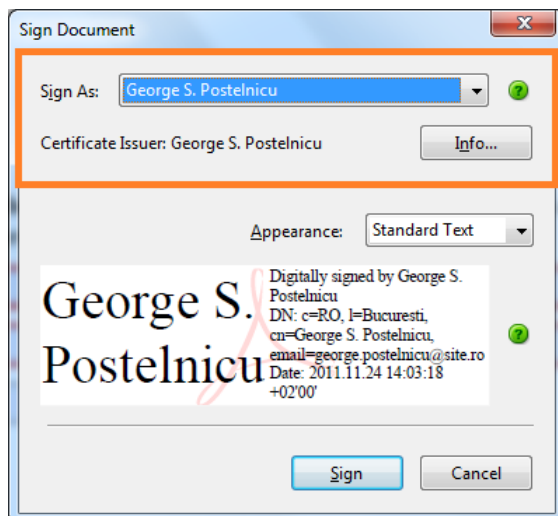 Sign Document
Sign As: George S. Postelnicu
Certificate Issuer: George S. Postelnicu
Info...
Appearance: Standard Text
George S.
Postelnicu
Digitally signed by George S.
Postelnicu
DN: c=RO, l=Bucuresti,
cn=George S. Postelnicu,
email=george.postelnicu@site.ro
Date: 2011.11.24 14:03:18
+02'00'
Sign
Cancel